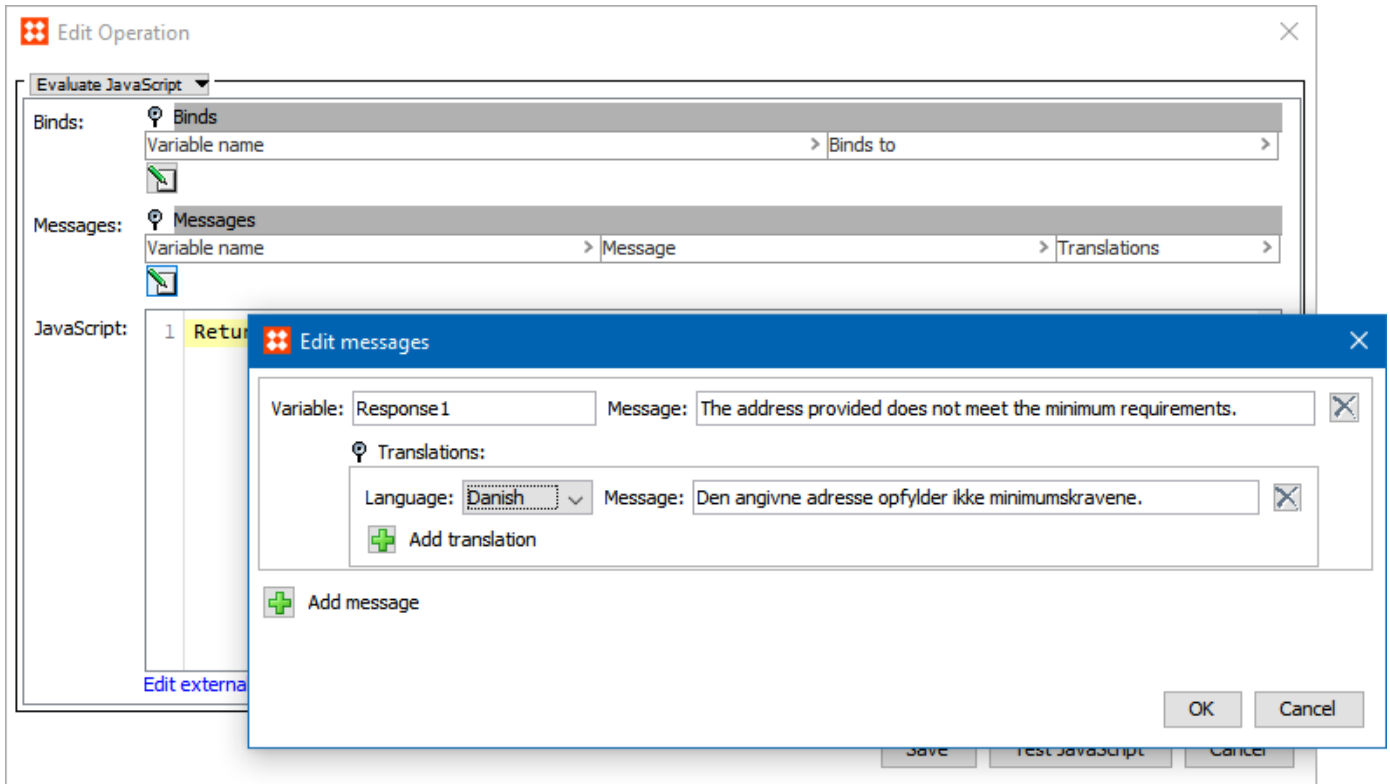 Edit Operation
Evaluate JavaScript
Binds:
Binds
Variable name > Binds to >
Messages:
Messages
Variable name > Message > Translations >
JavaScript:
1
Edit messages
Variable: Response1 Message: The address provided does not meet the minimum requirements.
Translations:
Language: Danish Message: Den angivne adresse opfylder ikke minimumskravene.
Add translation
Add message
Edit
OK Cancel
Save Test JavaScript Cancel